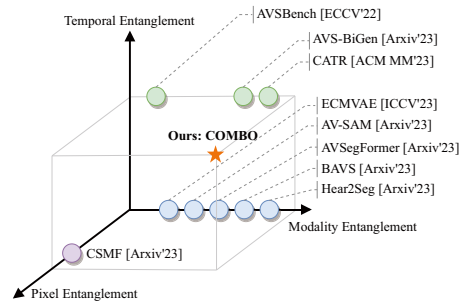 Temporal Entanglement
AVSBench [ECCV'22]
AVS-BiGen [Arxiv'23]
CATR [ACM MM'23]
ECMVAE [ICCV'23]
AV-SAM [Arxiv'23]
Ours: COMBO
AVSegFormer [Arxiv'23]
BAVS [Arxiv'23]
Hear2Seg [Arxiv'23]
Modality Entanglement
CSMF [Arxiv'23]
Pixel Entanglement